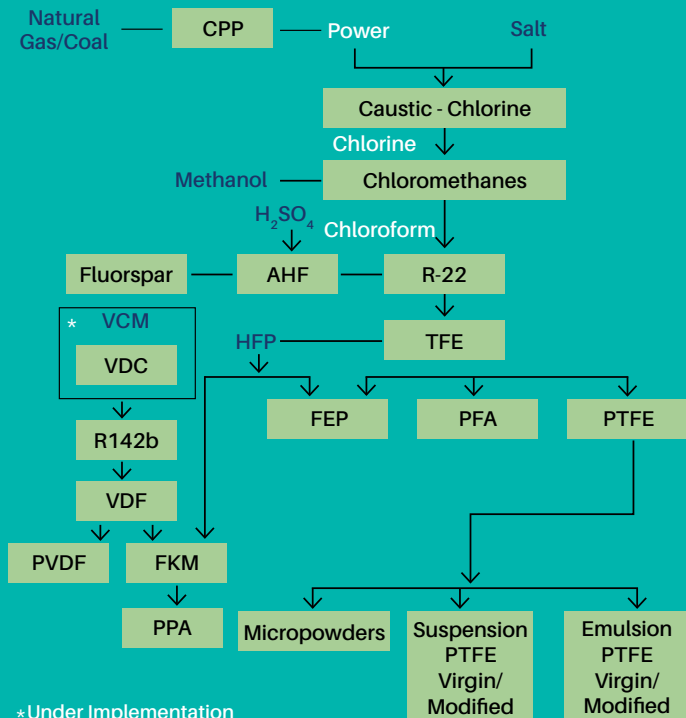 Natural
Gas/Coal
CPP
Power
Salt
Caustic - Chlorine
Chlorine
Methanol
Chloromethanes
H₂SO₄
Chloroform
Fluorspar
AHF
R-22
* VCM
VDC
HFP
TFE
FEP
PFA
PTFE
R142b
VDF
PVDF
FKM
PPA
Micropowders
Suspension
PTFE
Virgin/
Modified
Emulsion
PTFE
Virgin/
Modified
*Under Implementation